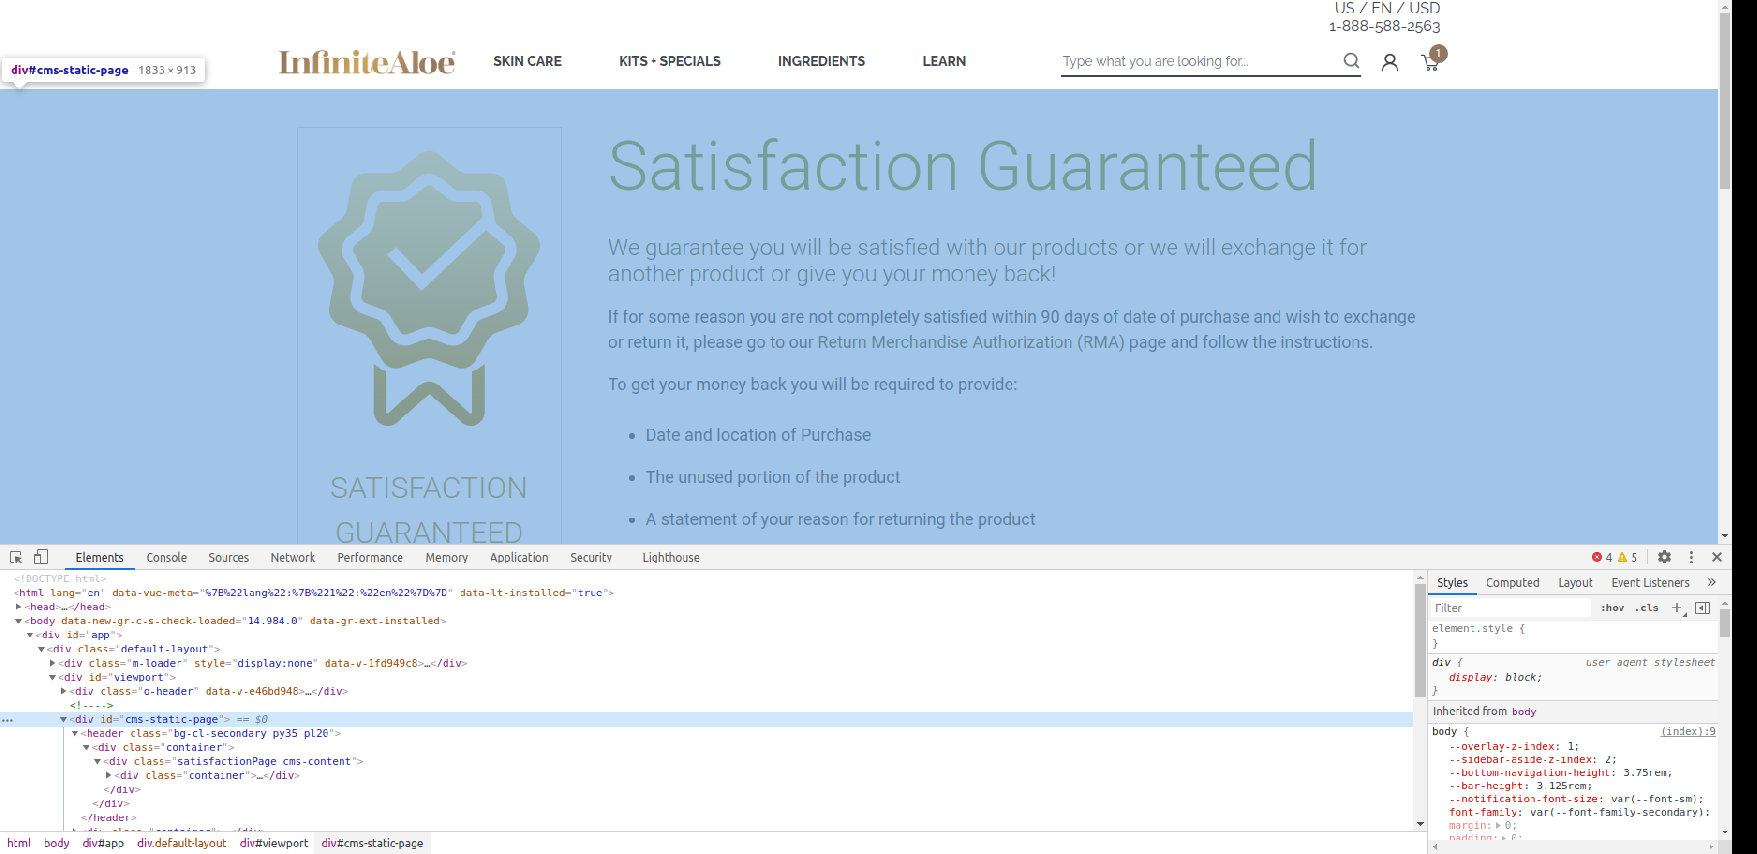 US / EN / USD
1-888-588-2563
InfiniteAloe
SKIN CARE
KITS + SPECIALS
INGREDIENTS
LEARN
Type what you are looking for...
1
div#cms-static-page 1833 × 913
Satisfaction Guaranteed
We guarantee you will be satisfied with our products or we will exchange it for
another product or give you your money back!
If for some reason you are not completely satisfied within 90 days of date of purchase and wish to exchange
or return it, please go to our Return Merchandise Authorization (RMA) page and follow the instructions.
To get your money back you will be required to provide:
• Date and location of Purchase
• The unused portion of the product
• A statement of your reason for returning the product
SATISFACTION
GUARANTEED
Elements Console Sources Network Performance Memory Application Security Lighthouse
4 5
<!DOCTYPE html>
<html lang="en" data-vue-meta="%7B%22lang%22:%7B%221%22:%22en%22%7D%7D" data-lt-installed="true">
<head>…</head>
<body data-new-gr-c-s-check-loaded="14.984.0" data-gr-ext-installed>
<div id="app">
<div class="default-layout">
<div class="m-loader" style="display:none" data-v-1fd949c8>…</div>
<div id="viewport">
<div class="o-header" data-v-e46bd948>…</div>
<!---->
<div id="cms-static-page"> == $0
<header class="bg-cl-secondary py35 pl20">
<div class="container">
<div class="satisfactionPage cms-content">
<div class="container">…</div>
</div>
</div>
</header>
<div class="container">…</div>
html body div#app div.default-layout div#viewport div#cms-static-page
Styles Computed Layout Event Listeners »
Filter :hov .cls +
element.style {
}
div { user agent stylesheet
display: block;
}
Inherited from body
body { (index):9
--overlay-z-index: 1;
--sidebar-aside-z-index: 2;
--bottom-navigation-height: 3.75rem;
--bar-height: 3.125rem;
--notification-font-size: var(--font-sm);
font-family: var(--font-family-secondary);
margin: 0;
padding: 0;